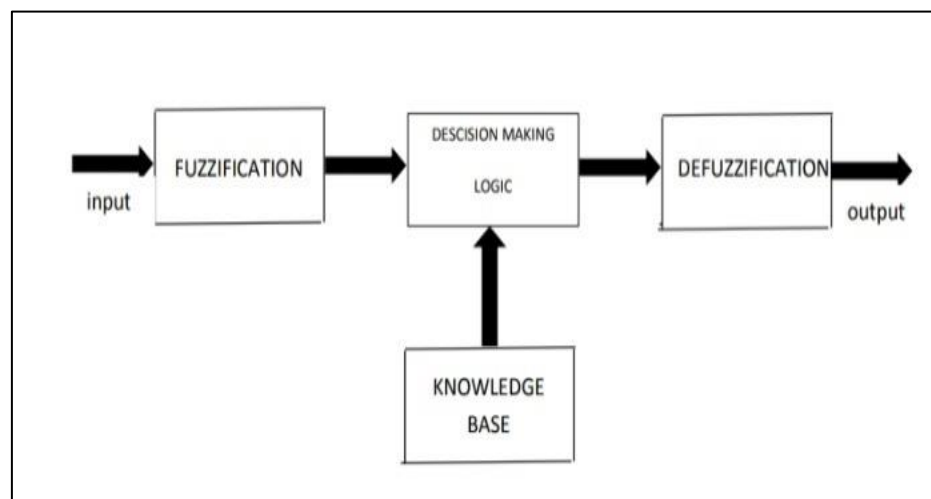 input
FUZZIFICATION
DESCISION MAKING
LOGIC
DEFUZZIFICATION
output
KNOWLEDGE
BASE